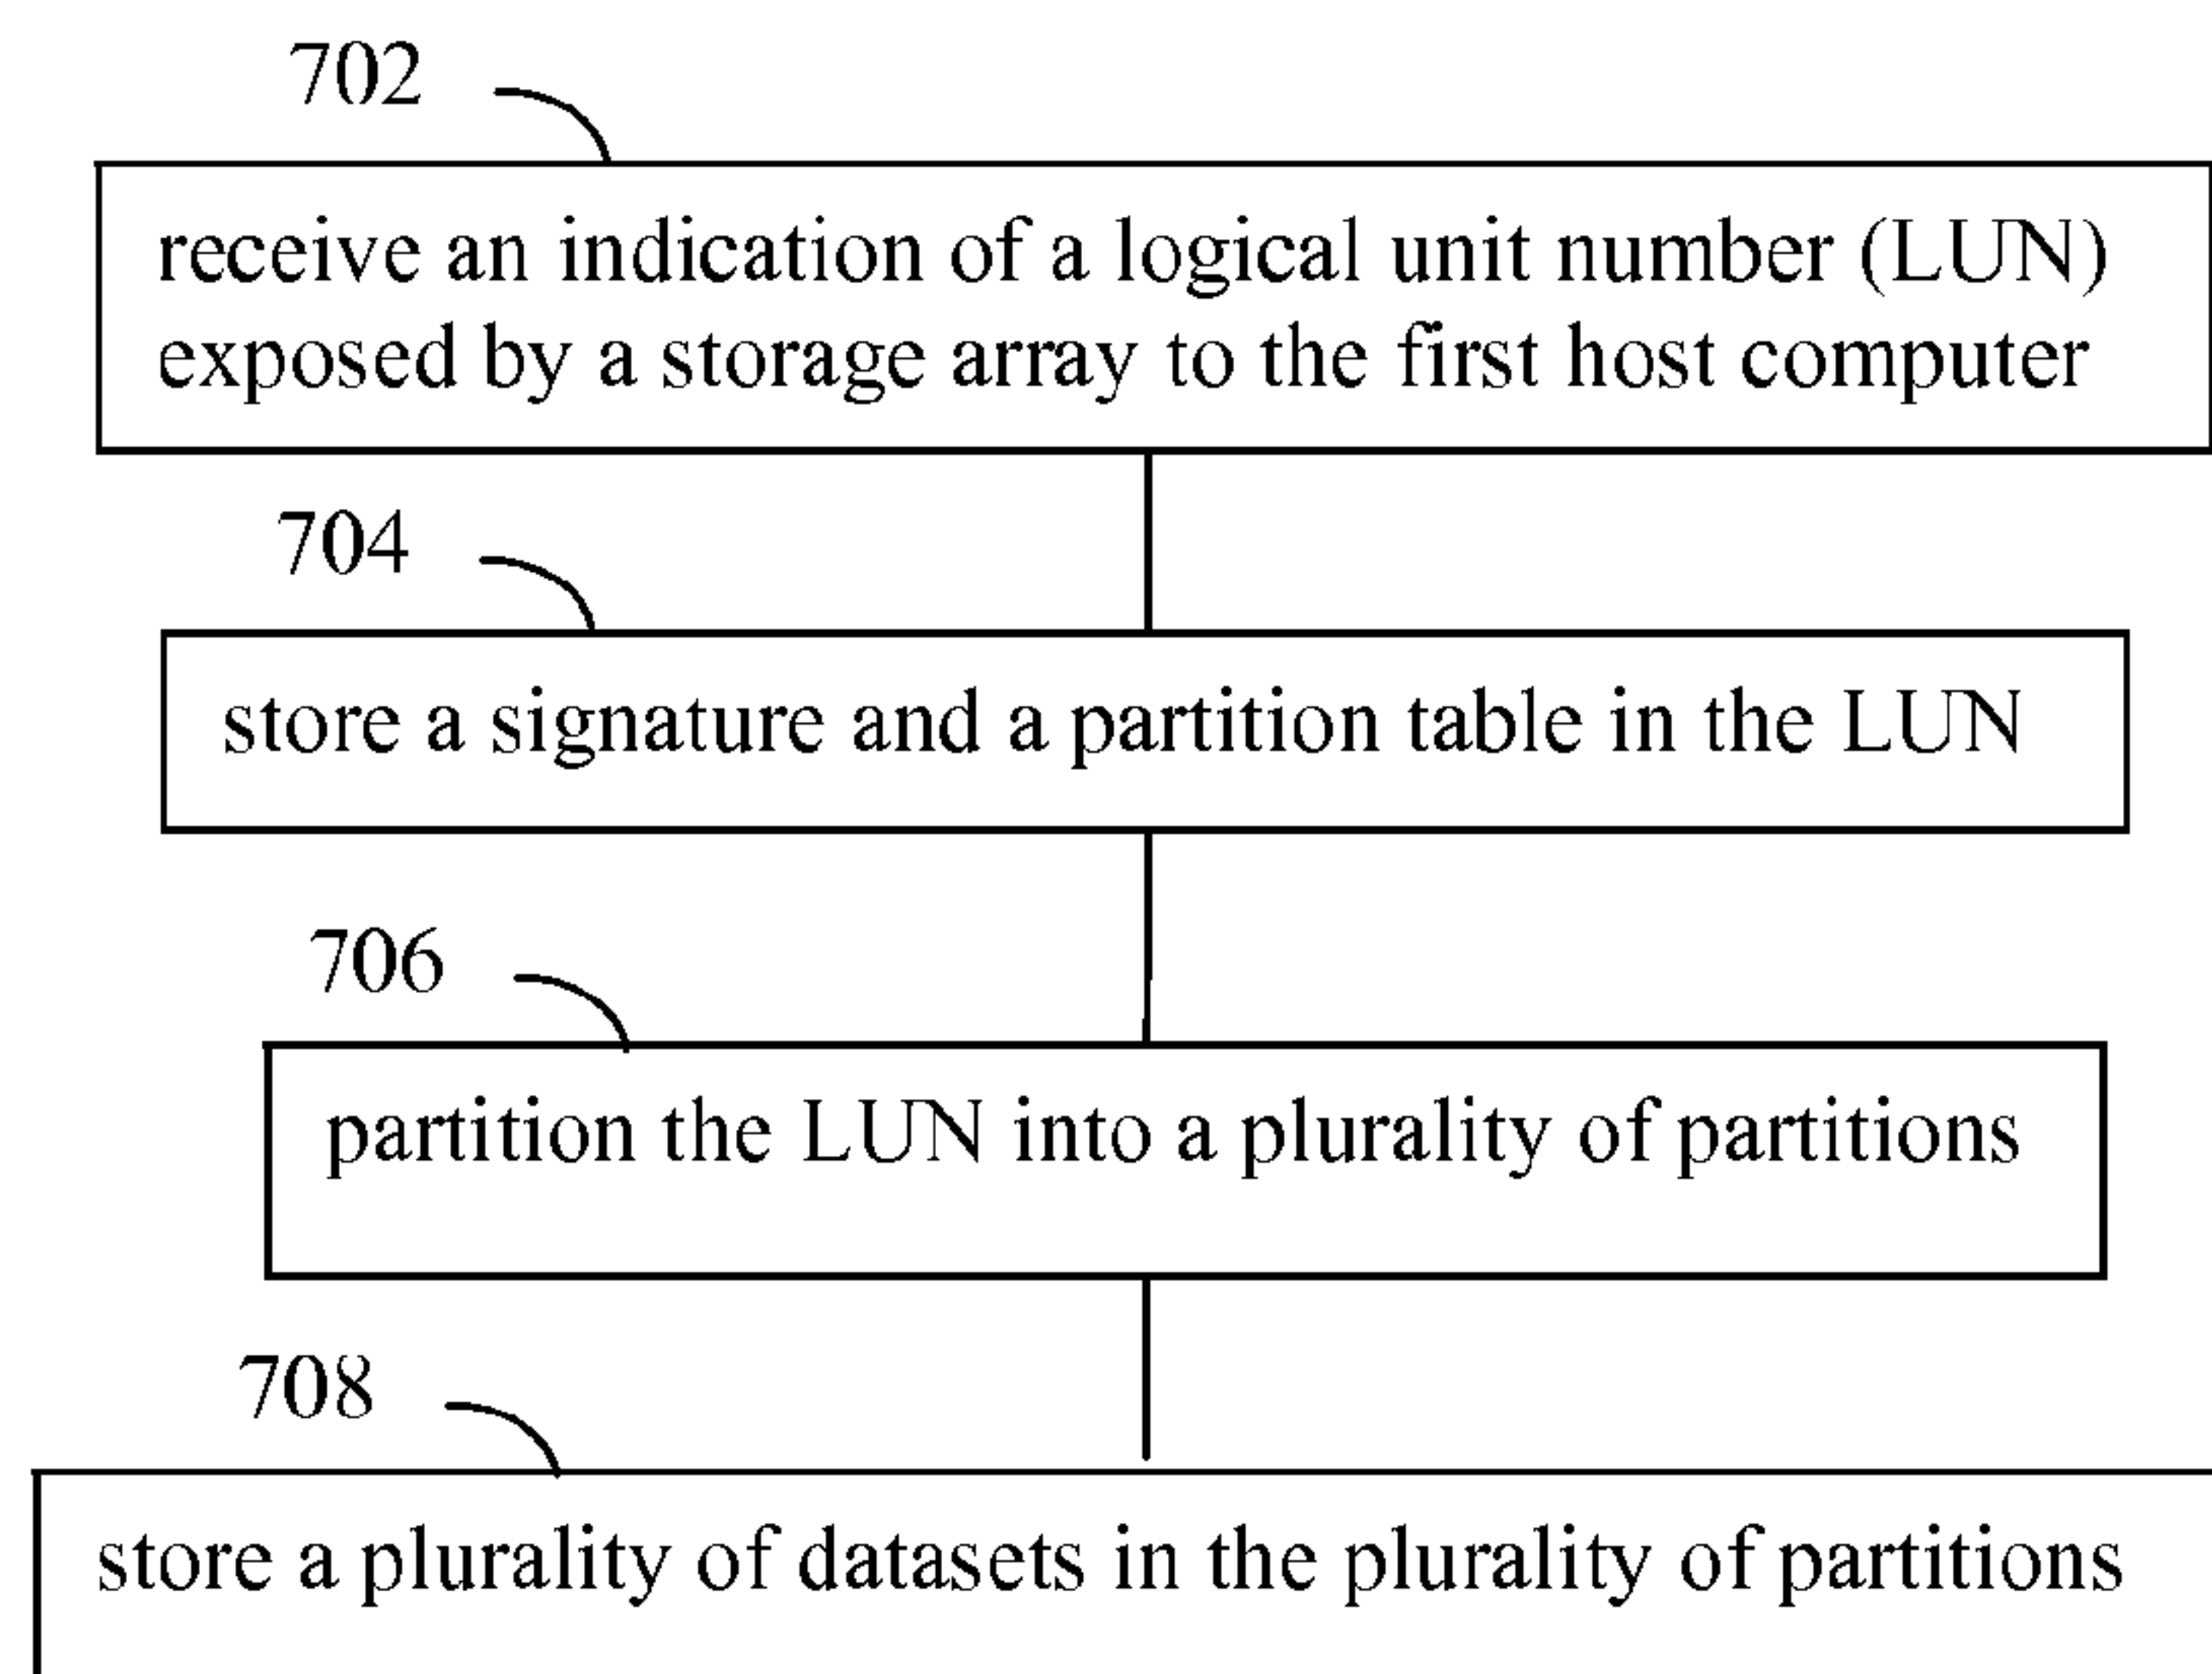 702
receive an indication of a logical unit number (LUN)
exposed by a storage array to the first host computer
704
store a signature and a partition table in the LUN
706
partition the LUN into a plurality of partitions
708
store a plurality of datasets in the plurality of partitions